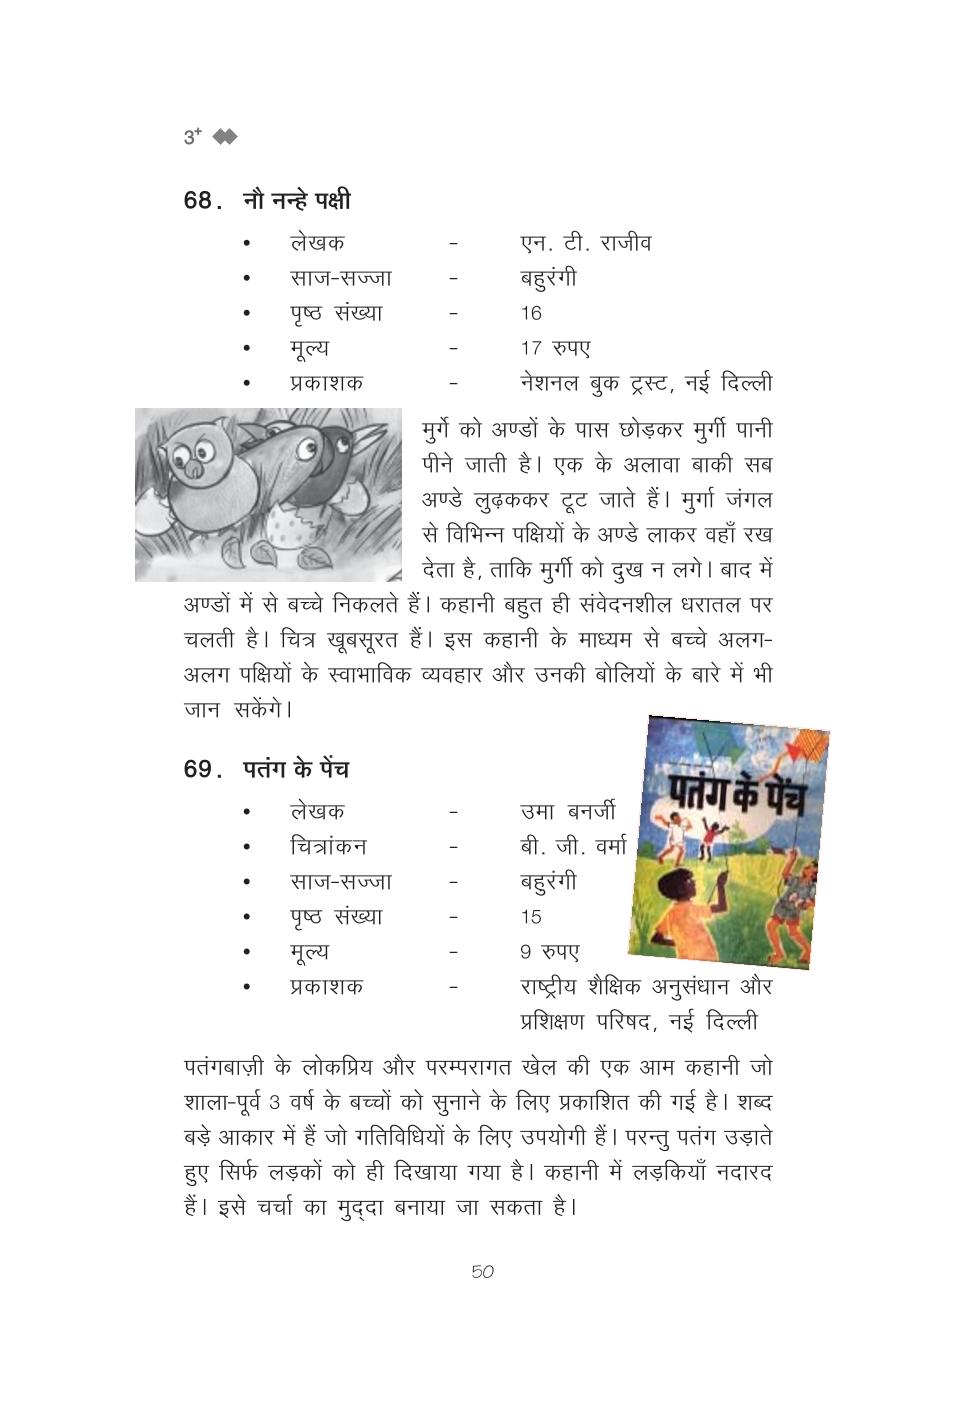 3+
68. नौ नन्हे पक्षी
• लेखक - एन. टी. राजीव
• साज-सज्जा - बहुरंगी
• पृष्ठ संख्या - 16
• मूल्य - 17 रुपए
• प्रकाशक - नेशनल बुक ट्रस्ट, नई दिल्ली
मुर्गे को अण्डों के पास छोड़कर मुर्गी पानी
पीने जाती है। एक के अलावा बाकी सब
अण्डे लुढ़ककर टूट जाते हैं। मुर्गा जंगल
से विभिन्न पक्षियों के अण्डे लाकर वहाँ रख
देता है, ताकि मुर्गी को दुख न लगे। बाद में
अण्डों में से बच्चे निकलते हैं। कहानी बहुत ही संवेदनशील धरातल पर
चलती है। चित्र खूबसूरत हैं। इस कहानी के माध्यम से बच्चे अलग-
अलग पक्षियों के स्वाभाविक व्यवहार और उनकी बोलियों के बारे में भी
जान सकेंगे।
पतंग के पेंच
69. पतंग के पेंच
• लेखक - उमा बनर्जी
• चित्रांकन - बी. जी. वर्मा
• साज-सज्जा - बहुरंगी
• पृष्ठ संख्या - 15
• मूल्य - 9 रुपए
• प्रकाशक - राष्ट्रीय शैक्षिक अनुसंधान और
प्रशिक्षण परिषद, नई दिल्ली
पतंगबाज़ी के लोकप्रिय और परम्परागत खेल की एक आम कहानी जो
शाला-पूर्व 3 वर्ष के बच्चों को सुनाने के लिए प्रकाशित की गई है। शब्द
बड़े आकार में हैं जो गतिविधियों के लिए उपयोगी हैं। परन्तु पतंग उड़ाते
हुए सिर्फ लड़कों को ही दिखाया गया है। कहानी में लड़कियाँ नदारद
हैं। इसे चर्चा का मुद्दा बनाया जा सकता है।
50